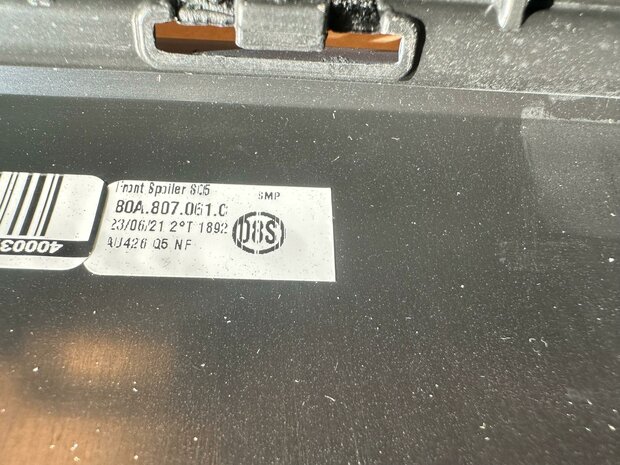 Front Spoiler SQ5
SMP
80A.807.061.C
23/06/21 2°T 1892
D8S
AU426 Q5 NF
40003